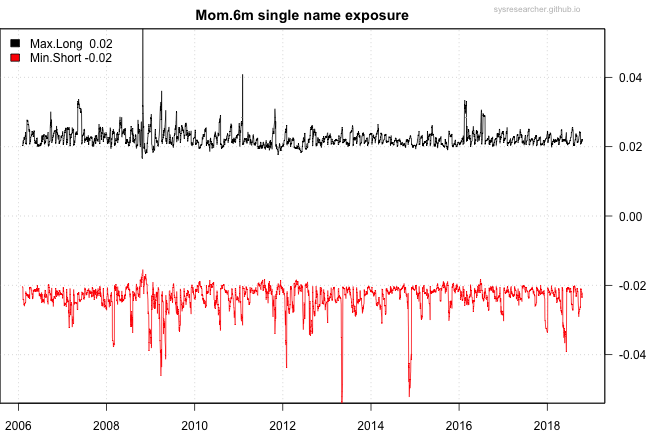 Mom.6m single name exposure
sysresearcher.github.io
Max.Long 0.02
Min.Short -0.02
0.04
0.02
0.00
-0.02
-0.04
2006 2008 2010 2012 2014 2016 2018